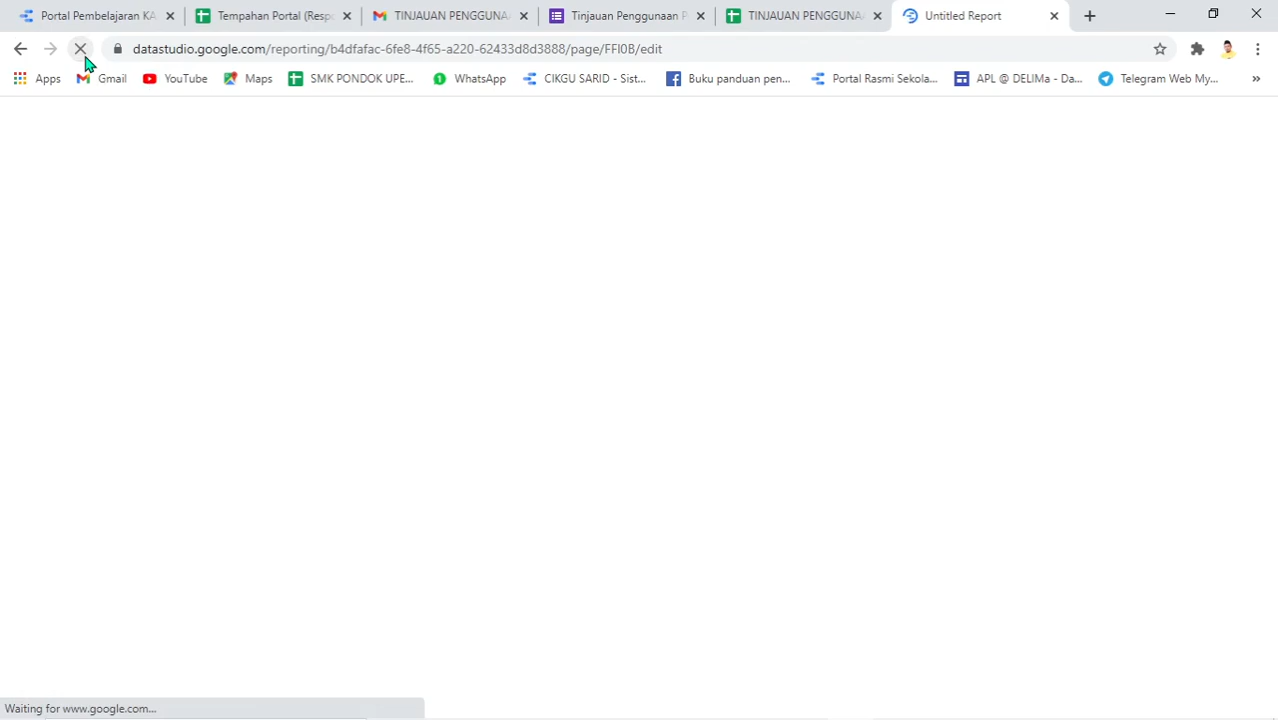 Portal Pembelajaran KA
Tempahan Portal (Resp
TINJAUAN PENGGUNA
Tinjauan Penggunaan P
TINJAUAN PENGGUNA
Untitled Report
datastudio.google.com/reporting/b4dfafac-6fe8-4f65-a220-62433d8d3888/page/FFI0B/edit
Apps
Gmail
YouTube
Maps
SMK PONDOK UPE...
WhatsApp
CIKGU SARID - Sist...
Buku panduan pen...
Portal Rasmi Sekola...
APL @ DELIMa - Da...
Telegram Web My...
»
Waiting for www.google.com...